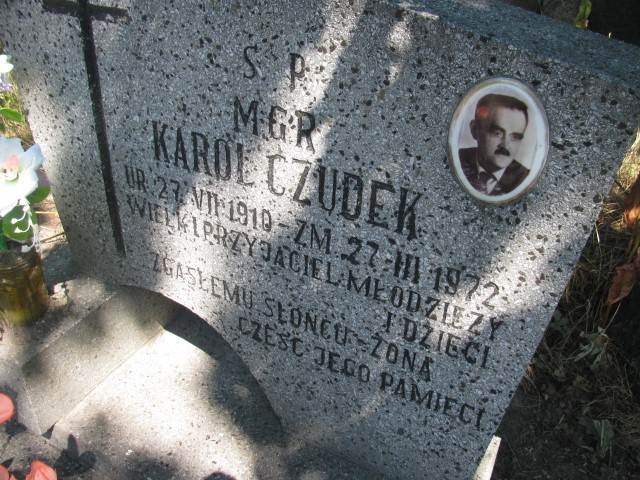 S P
MGR
KAROL CZUDEK
UR. 27-VII-1910-ZM 27-III 1972
WIELKI PRZYJACIEL MŁODZIEŻY
I DZIECI
ZGASŁEMU SŁOŃCU-ŻONA
CZEŚĆ JEGO PAMIĘCI.